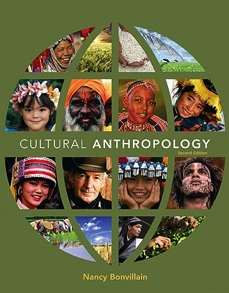 CULTURAL ANTHROPOLOGY
Second Edition
Nancy Bonvillain